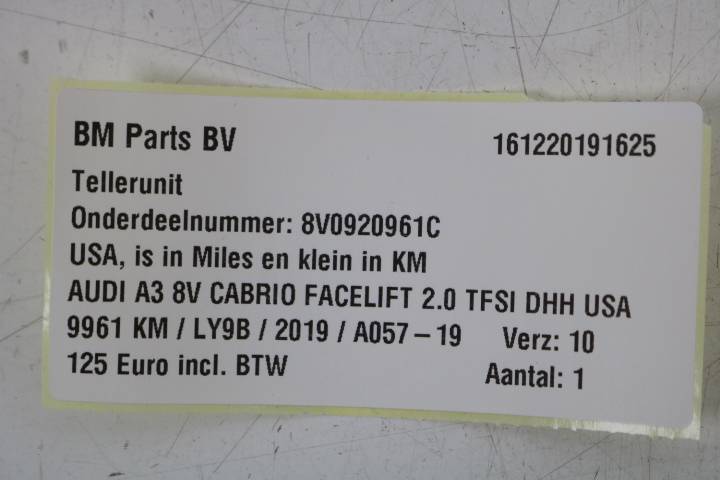 BM Parts BV 161220191625
Tellerunit
Onderdeelnummer: 8V0920961C
USA, is in Miles en klein in KM
AUDI A3 8V CABRIO FACELIFT 2.0 TFSI DHH USA
9961 KM / LY9B / 2019 / A057-19 Verz: 10
125 Euro incl. BTW Aantal: 1